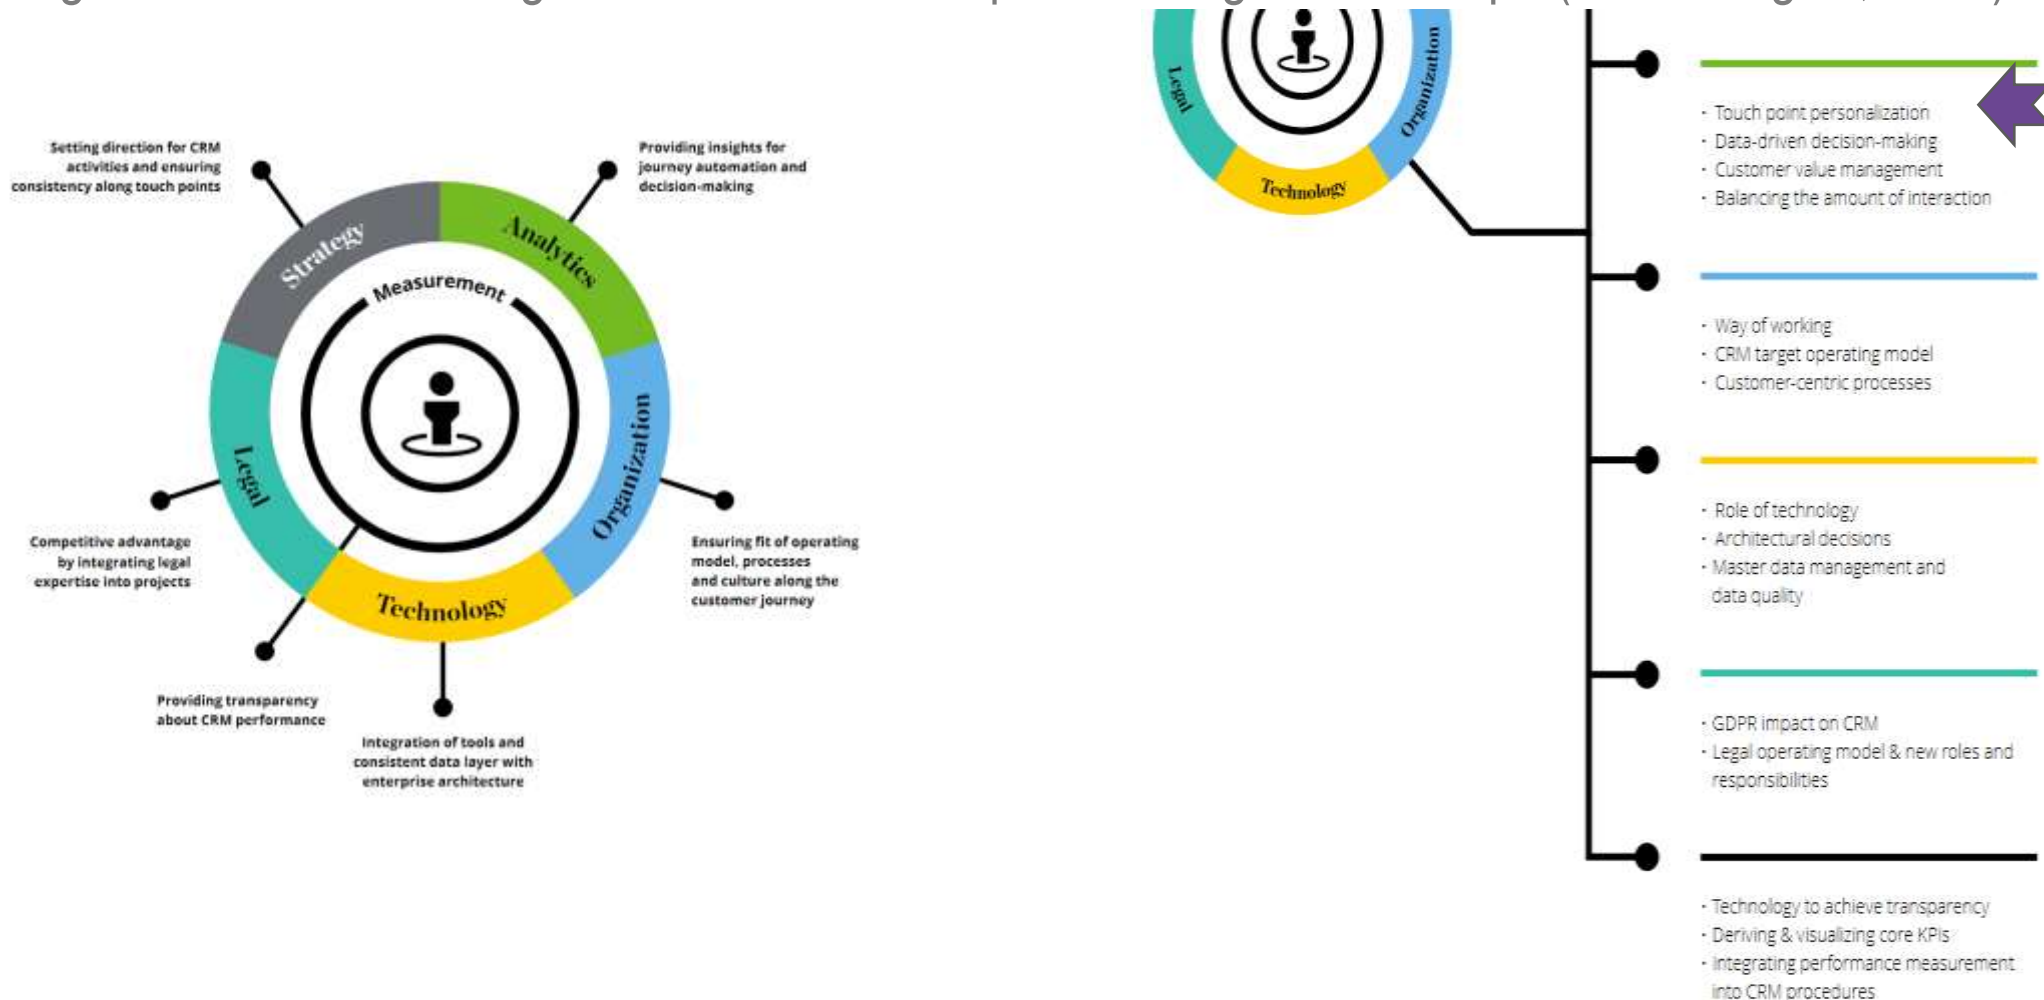 Setting direction for CRM
activities and ensuring
consistency along touch points
Providing insights for
journey automation and
decision-making
Strategy
Analytics
Measurement
Legal
Organization
Technology
Competitive advantage
by integrating legal
expertise into projects
Ensuring fit of operating
model, processes
and culture along the
customer journey
Providing transparency
about CRM performance
Integration of tools and
consistent data layer with
enterprise architecture
Legal
Organization
Technology
· Touch point personalization
· Data-driven decision-making
· Customer value management
· Balancing the amount of interaction
· Way of working
· CRM target operating model
· Customer-centric processes
· Role of technology
· Architectural decisions
· Master data management and
data quality
· GDPR impact on CRM
· Legal operating model & new roles and
responsibilities
· Technology to achieve transparency
· Deriving & visualizing core KPIs
· Integrating performance measurement
into CRM procedures